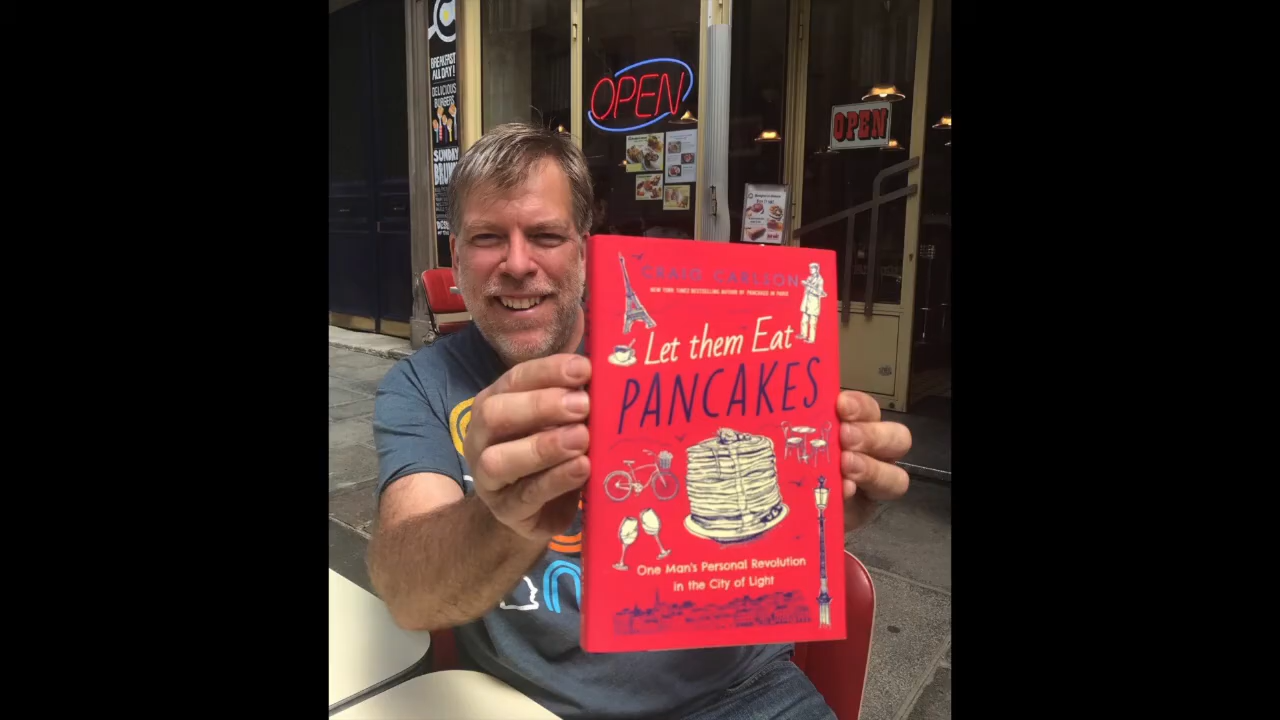 BREAKFAST
ALL DAY!
DELICIOUS
BURGERS
SUNDAY
OPEN
OPEN
CRAIG CARLSON
NEW YORK TIMES BESTSELLING AUTHOR OF PANCAKES IN PARIS
Let them Eat
PANCAKES
One Man's Personal Revolution
in the City of Light